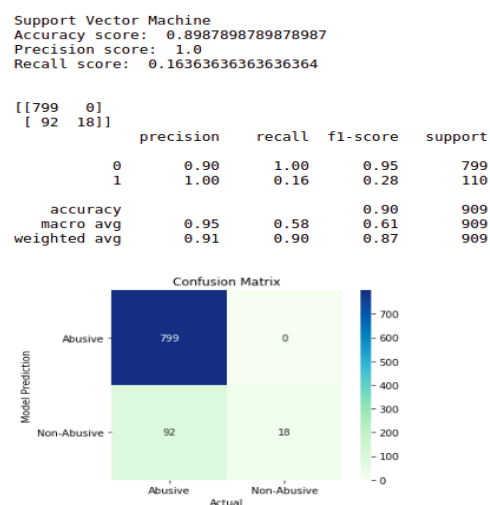 Support Vector Machine
Accuracy score:  0.8987898789878987
Precision score:  1.0
Recall score:  0.16363636363636364
[[799   0]
 [ 92  18]]
              precision    recall  f1-score   support
           0       0.90      1.00      0.95       799
           1       1.00      0.16      0.28       110
    accuracy                           0.90       909
   macro avg       0.95      0.58      0.61       909
weighted avg       0.91      0.90      0.87       909
Confusion Matrix
Model Prediction
Abusive 799 0
Non-Abusive 92 18
Abusive Non-Abusive
Actual
700
600
500
400
300
200
100
0